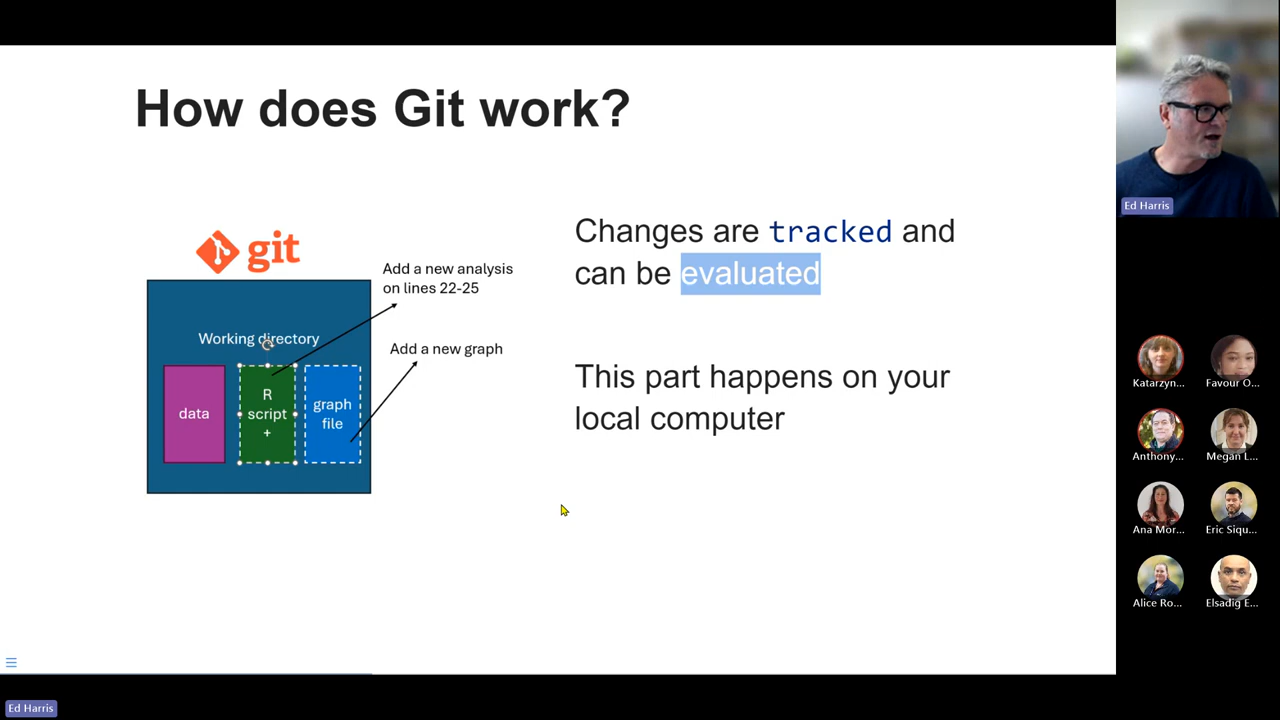 How does Git work?
git
Add a new analysis
on lines 22-25
Working directory
Add a new graph
data
R
script
+
graph
file
Changes are tracked and
can be evaluated
This part happens on your
local computer
Ed Harris
Katarzyn...
Favour O...
Anthony...
Megan L...
Ana Mor...
Eric Siqu...
Alice Ro...
Elsadig E...
Ed Harris